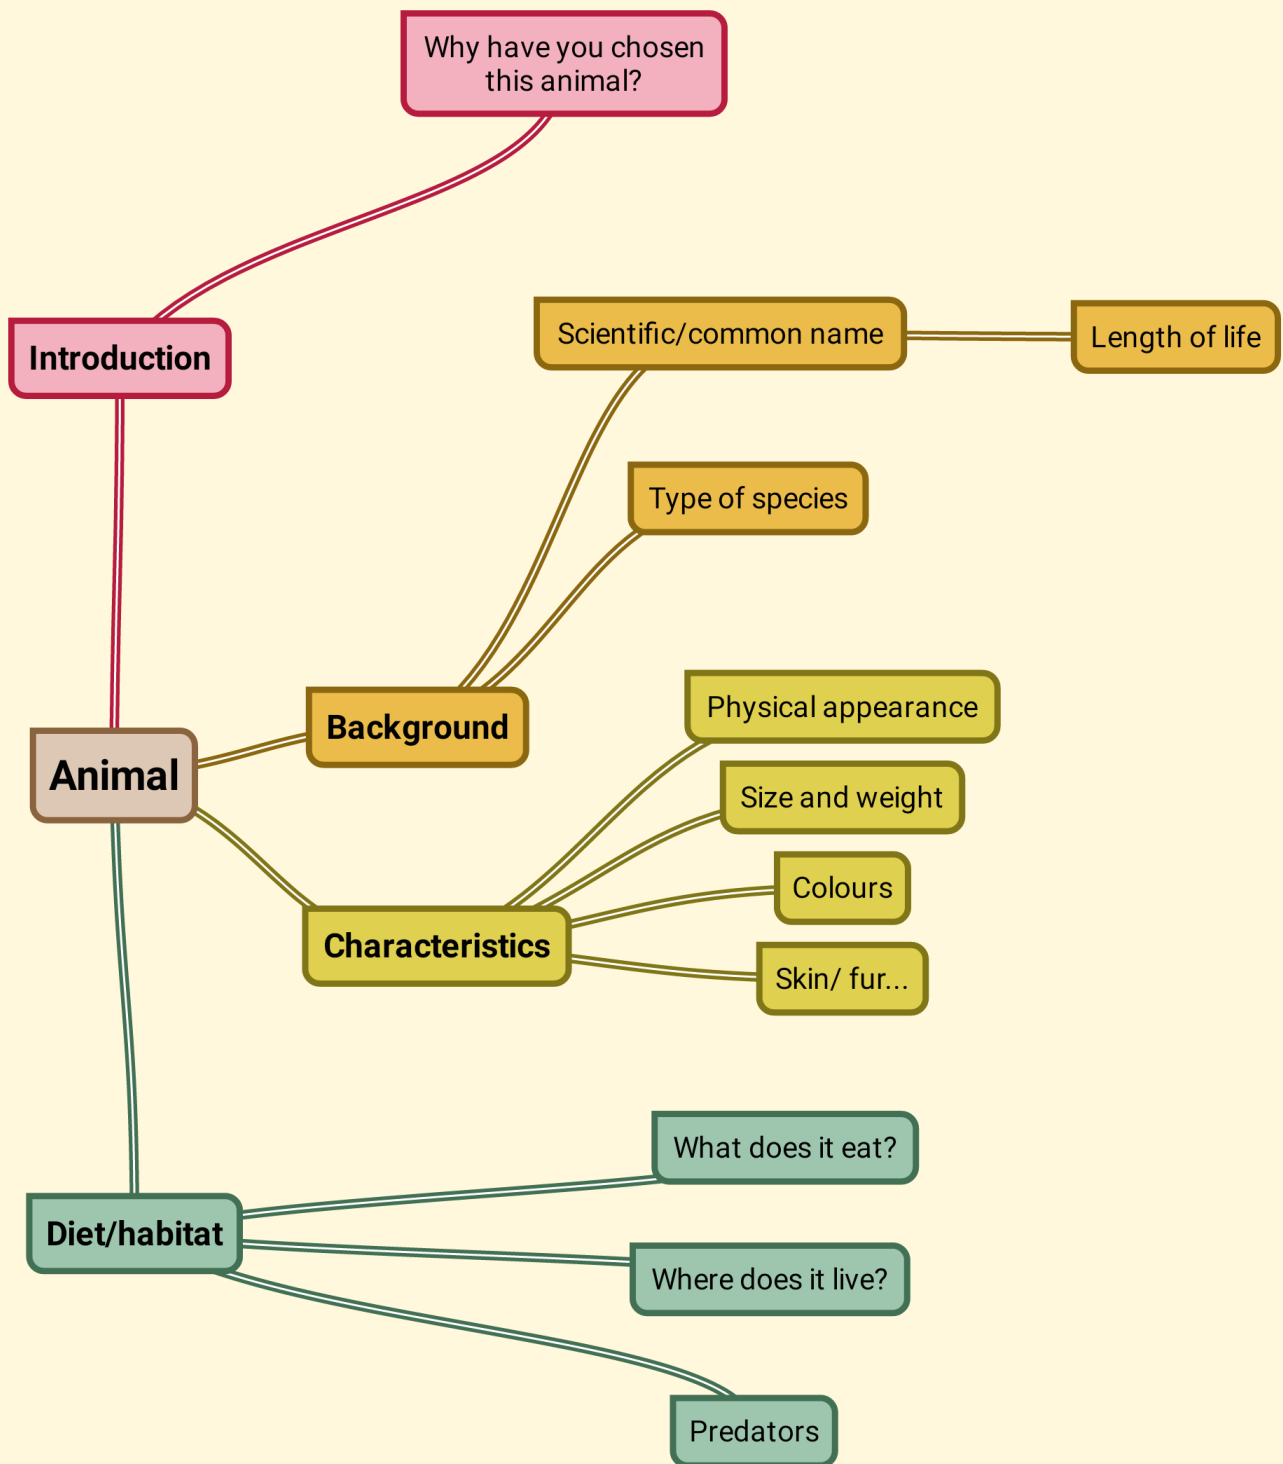 Why have you chosen
this animal?
Introduction
Scientific/common name
Length of life
Type of species
Background
Animal
Physical appearance
Size and weight
Colours
Characteristics
Skin/ fur...
What does it eat?
Diet/habitat
Where does it live?
Predators